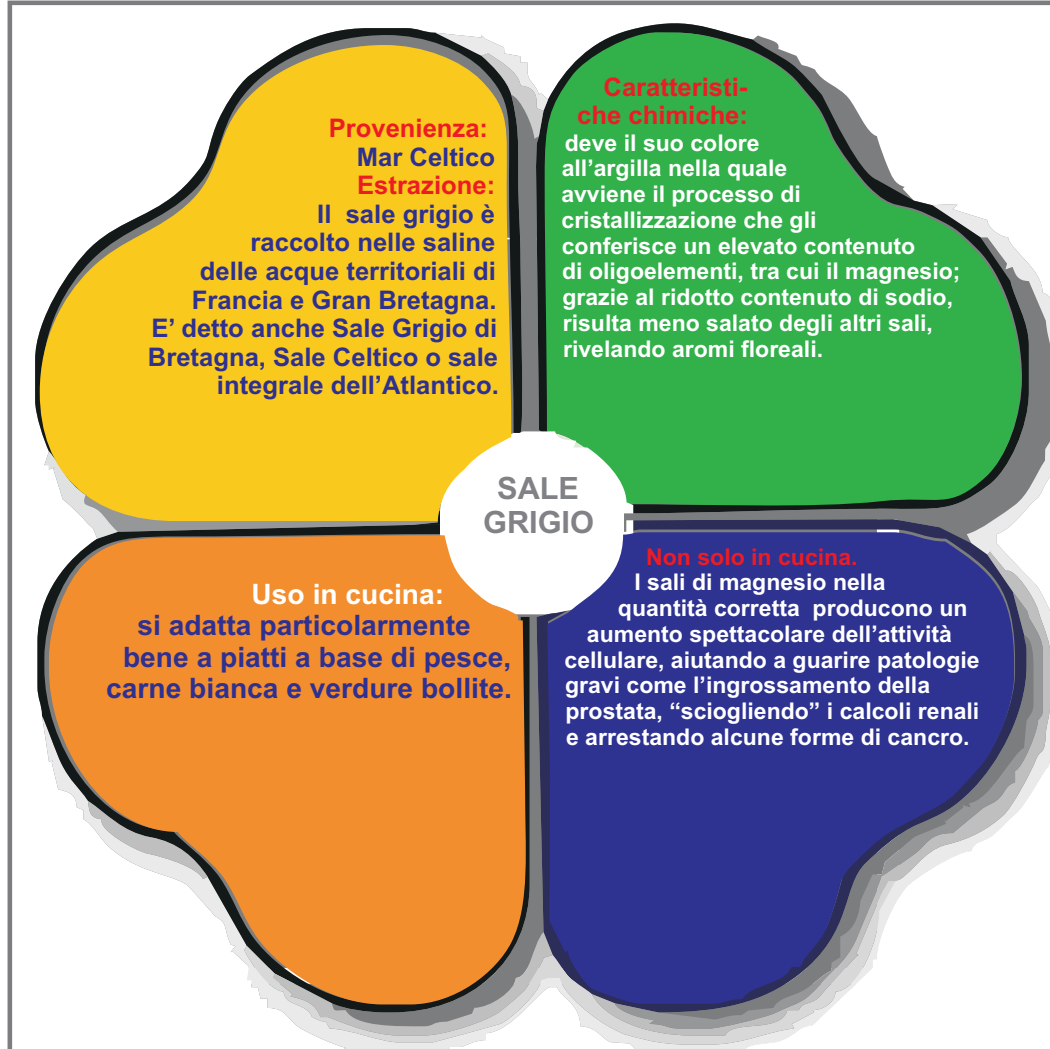 Provenienza:
Mar Celtico
Estrazione:
Il sale grigio è
raccolto nelle saline
delle acque territoriali di
Francia e Gran Bretagna.
E' detto anche Sale Grigio di
Bretagna, Sale Celtico o sale
integrale dell'Atlantico.
Caratteristi-
che chimiche:
deve il suo colore
all'argilla nella quale
avviene il processo di
cristallizzazione che gli
conferisce un elevato contenuto
di oligoelementi, tra cui il magnesio;
grazie al ridotto contenuto di sodio,
risulta meno salato degli altri sali,
rivelando aromi floreali.
SALE
GRIGIO
Uso in cucina:
si adatta particolarmente
bene a piatti a base di pesce,
carne bianca e verdure bollite.
Non solo in cucina.
I sali di magnesio nella
quantità corretta producono un
aumento spettacolare dell'attività
cellulare, aiutando a guarire patologie
gravi come l'ingrossamento della
prostata, "sciogliendo" i calcoli renali
e arrestando alcune forme di cancro.